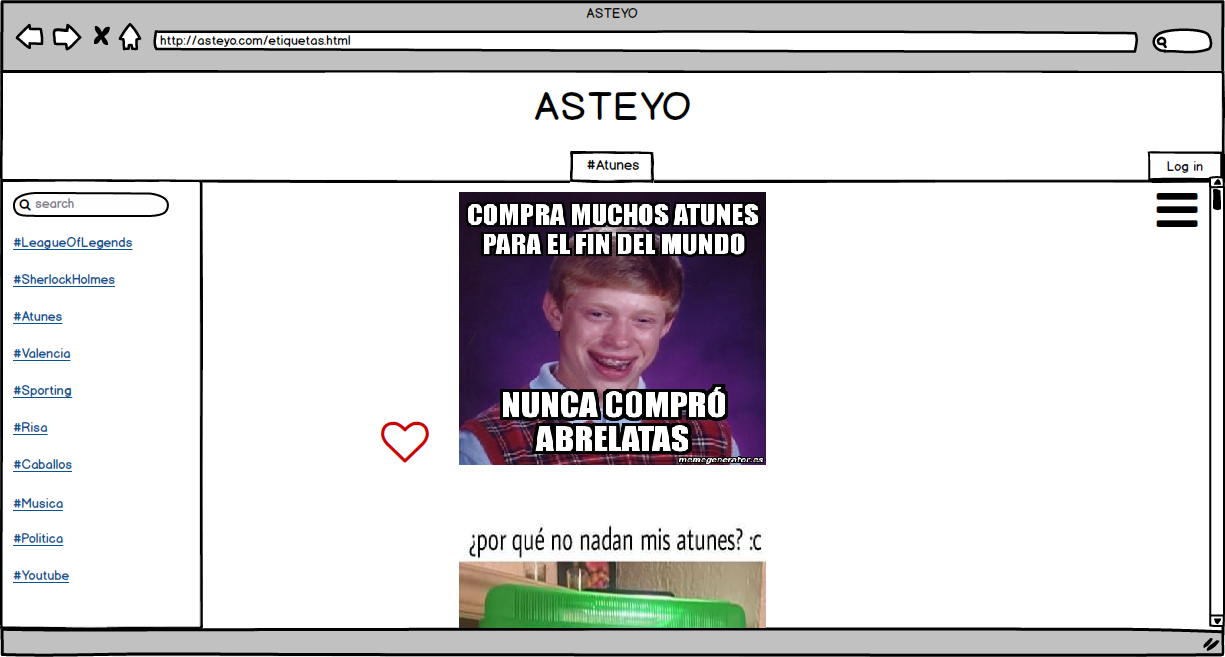 ASTEYO
http://asteyo.com/etiquetas.html
ASTEYO
#Atunes
Log in
search
#LeagueOfLegends
#SherlockHolmes
#Atunes
#Valencia
#Sporting
#Risa
#Caballos
#Musica
#Politica
#Youtube
COMPRA MUCHOS ATUNES
PARA EL FIN DEL MUNDO
NUNCA COMPRÓ
ABRELATAS
memegenerator.es
¿por qué no nadan mis atunes? :c